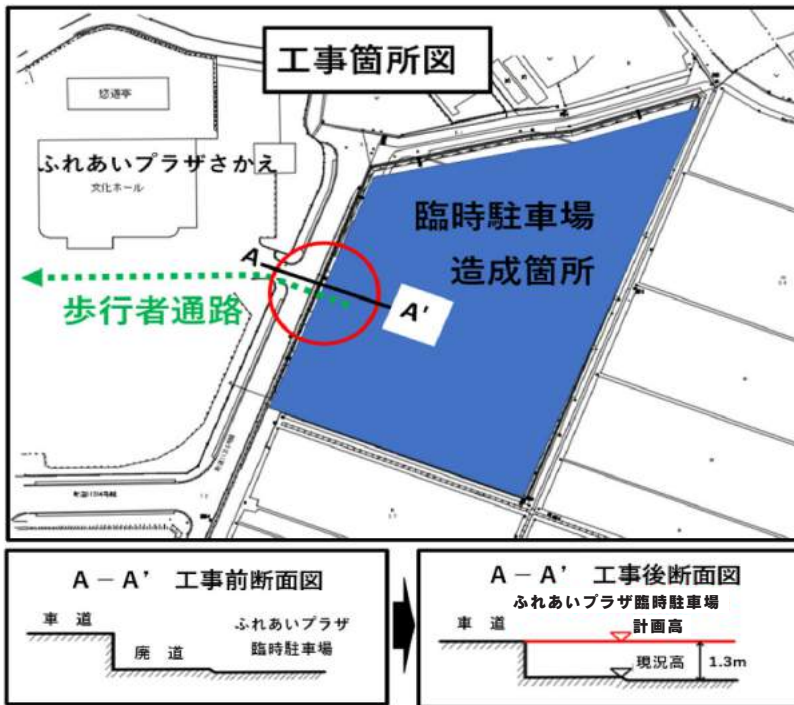 工事箇所図
悠遊亭
ふれあいプラザさかえ
文化ホール
臨時駐車場
造成箇所
A
A'
歩行者通路
A－A’ 工事前断面図
車 道
廃 道
ふれあいプラザ
臨時駐車場
A－A’ 工事後断面図
ふれあいプラザ臨時駐車場
計画高
車 道
現況高
1.3m